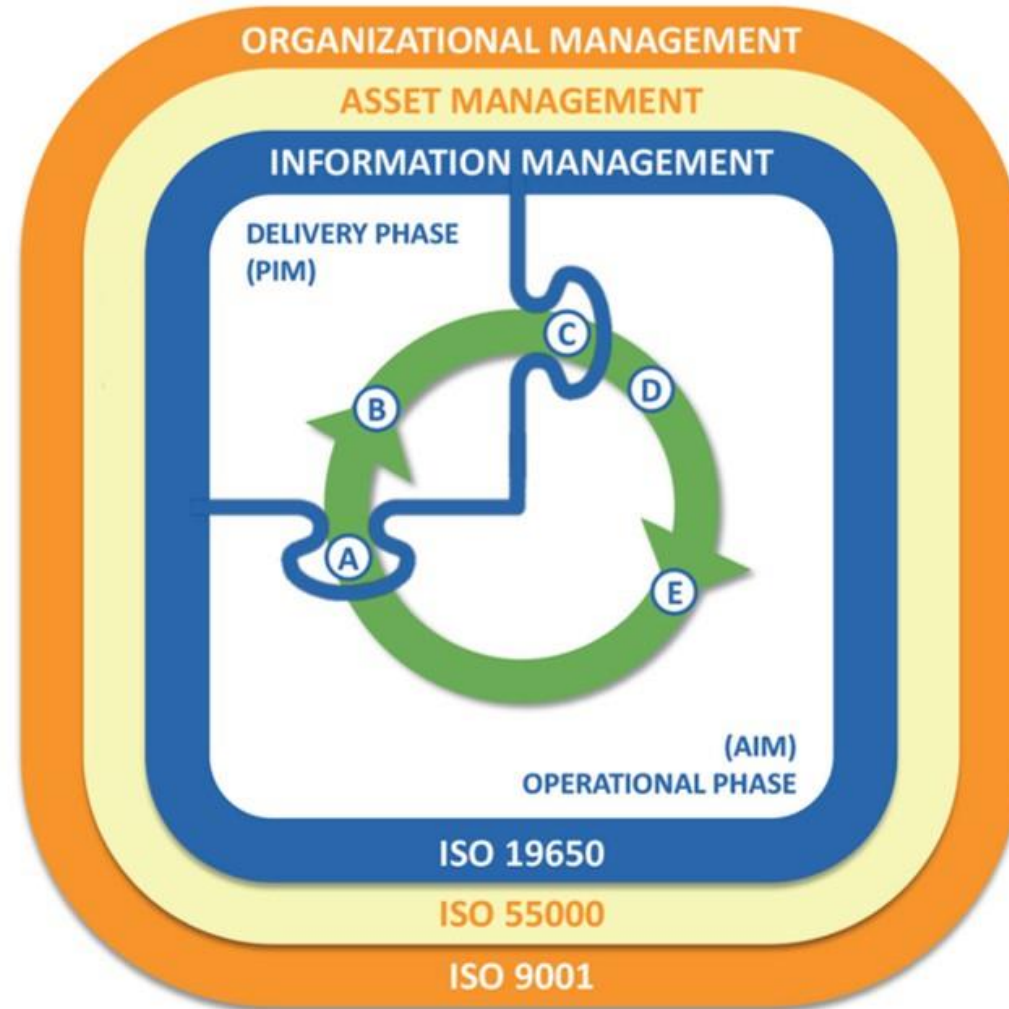 ORGANIZATIONAL MANAGEMENT
ASSET MANAGEMENT
INFORMATION MANAGEMENT
DELIVERY PHASE
(PIM)
C
D
B
A
E
(AIM)
OPERATIONAL PHASE
ISO 19650
ISO 55000
ISO 9001